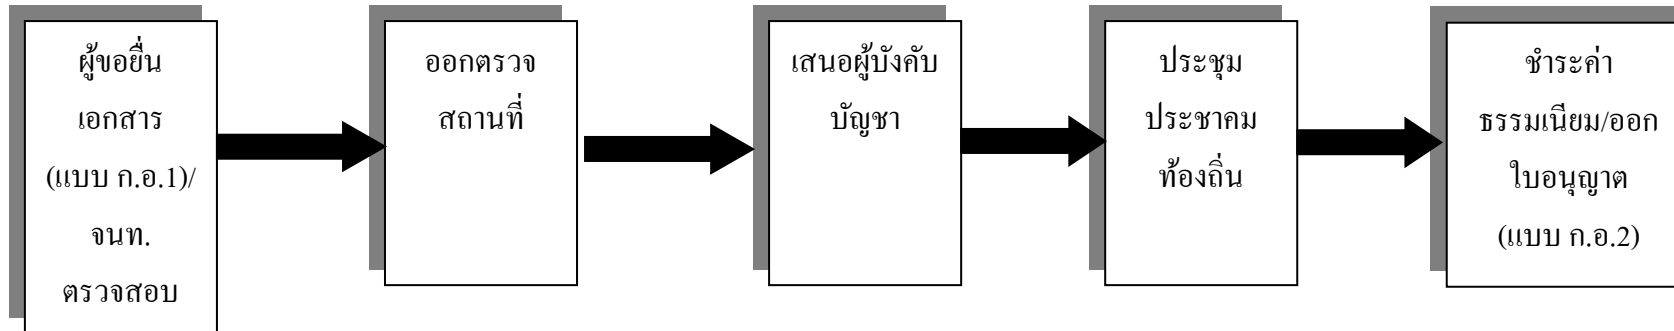 ผู้ขอยื่น
เอกสาร
(แบบ ก.อ.1)/
จนท.
ตรวจสอบ
ออกตรวจ
สถานที่
เสนอผู้บังคับ
บัญชา
ประชุม
ประชาคม
ท้องถิ่น
ชำระค่า
ธรรมเนียม/ออก
ใบอนุญาต
(แบบ ก.อ.2)